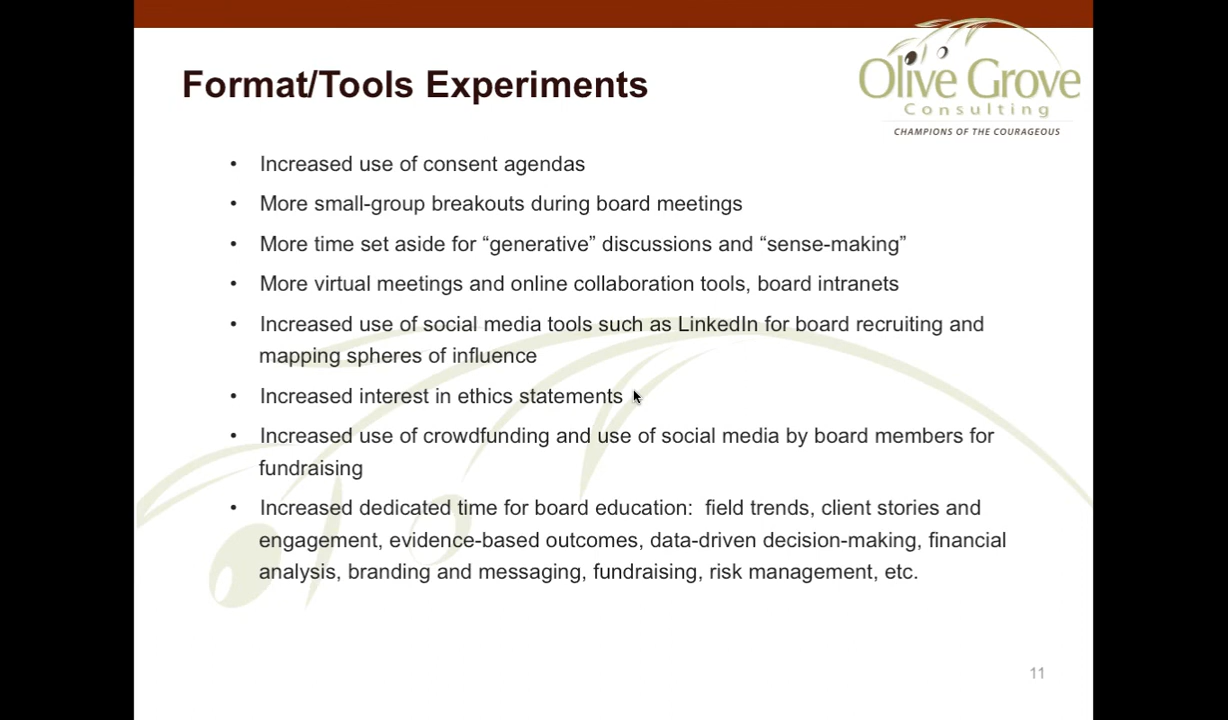 Format/Tools Experiments
Olive Grove
Consulting
CHAMPIONS OF THE COURAGEOUS
• Increased use of consent agendas
• More small-group breakouts during board meetings
• More time set aside for “generative” discussions and “sense-making”
• More virtual meetings and online collaboration tools, board intranets
• Increased use of social media tools such as LinkedIn for board recruiting and
mapping spheres of influence
• Increased interest in ethics statements
• Increased use of crowdfunding and use of social media by board members for
fundraising
• Increased dedicated time for board education:  field trends, client stories and
engagement, evidence-based outcomes, data-driven decision-making, financial
analysis, branding and messaging, fundraising, risk management, etc.
11